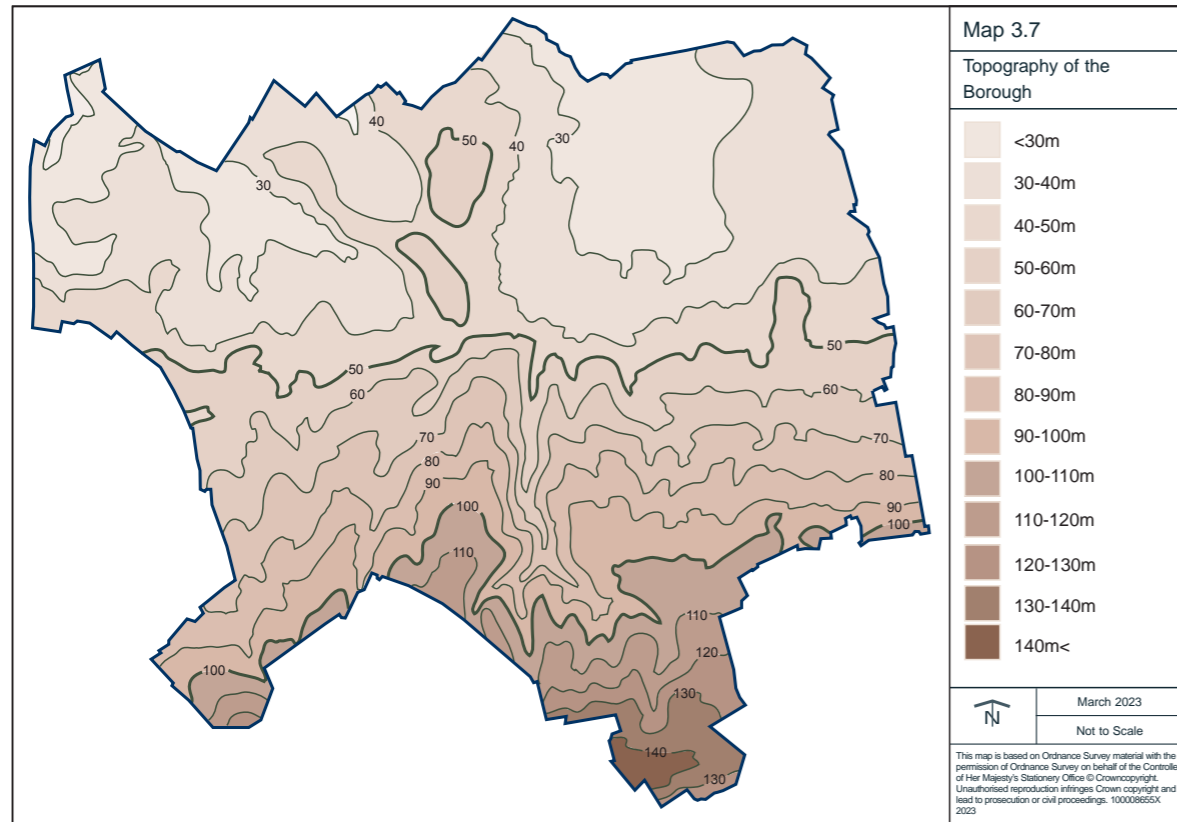 Map 3.7
Topography of the
Borough
<30m
30-40m
40-50m
50-60m
60-70m
70-80m
80-90m
90-100m
100-110m
110-120m
120-130m
130-140m
140m<
N
March 2023
Not to Scale
This map is based on Ordnance Survey material with the
permission of Ordnance Survey on behalf of the Controlle
of Her Majesty's Stationery Office © Crowncopyright.
Unauthorised reproduction infringes Crown copyright and
lead to prosecution or civil proceedings. 100008655X
2023
40
50
40
30
30
50
50
60
60
70
70
80
80
90
90
100
100
110
110
100
120
130
140
130